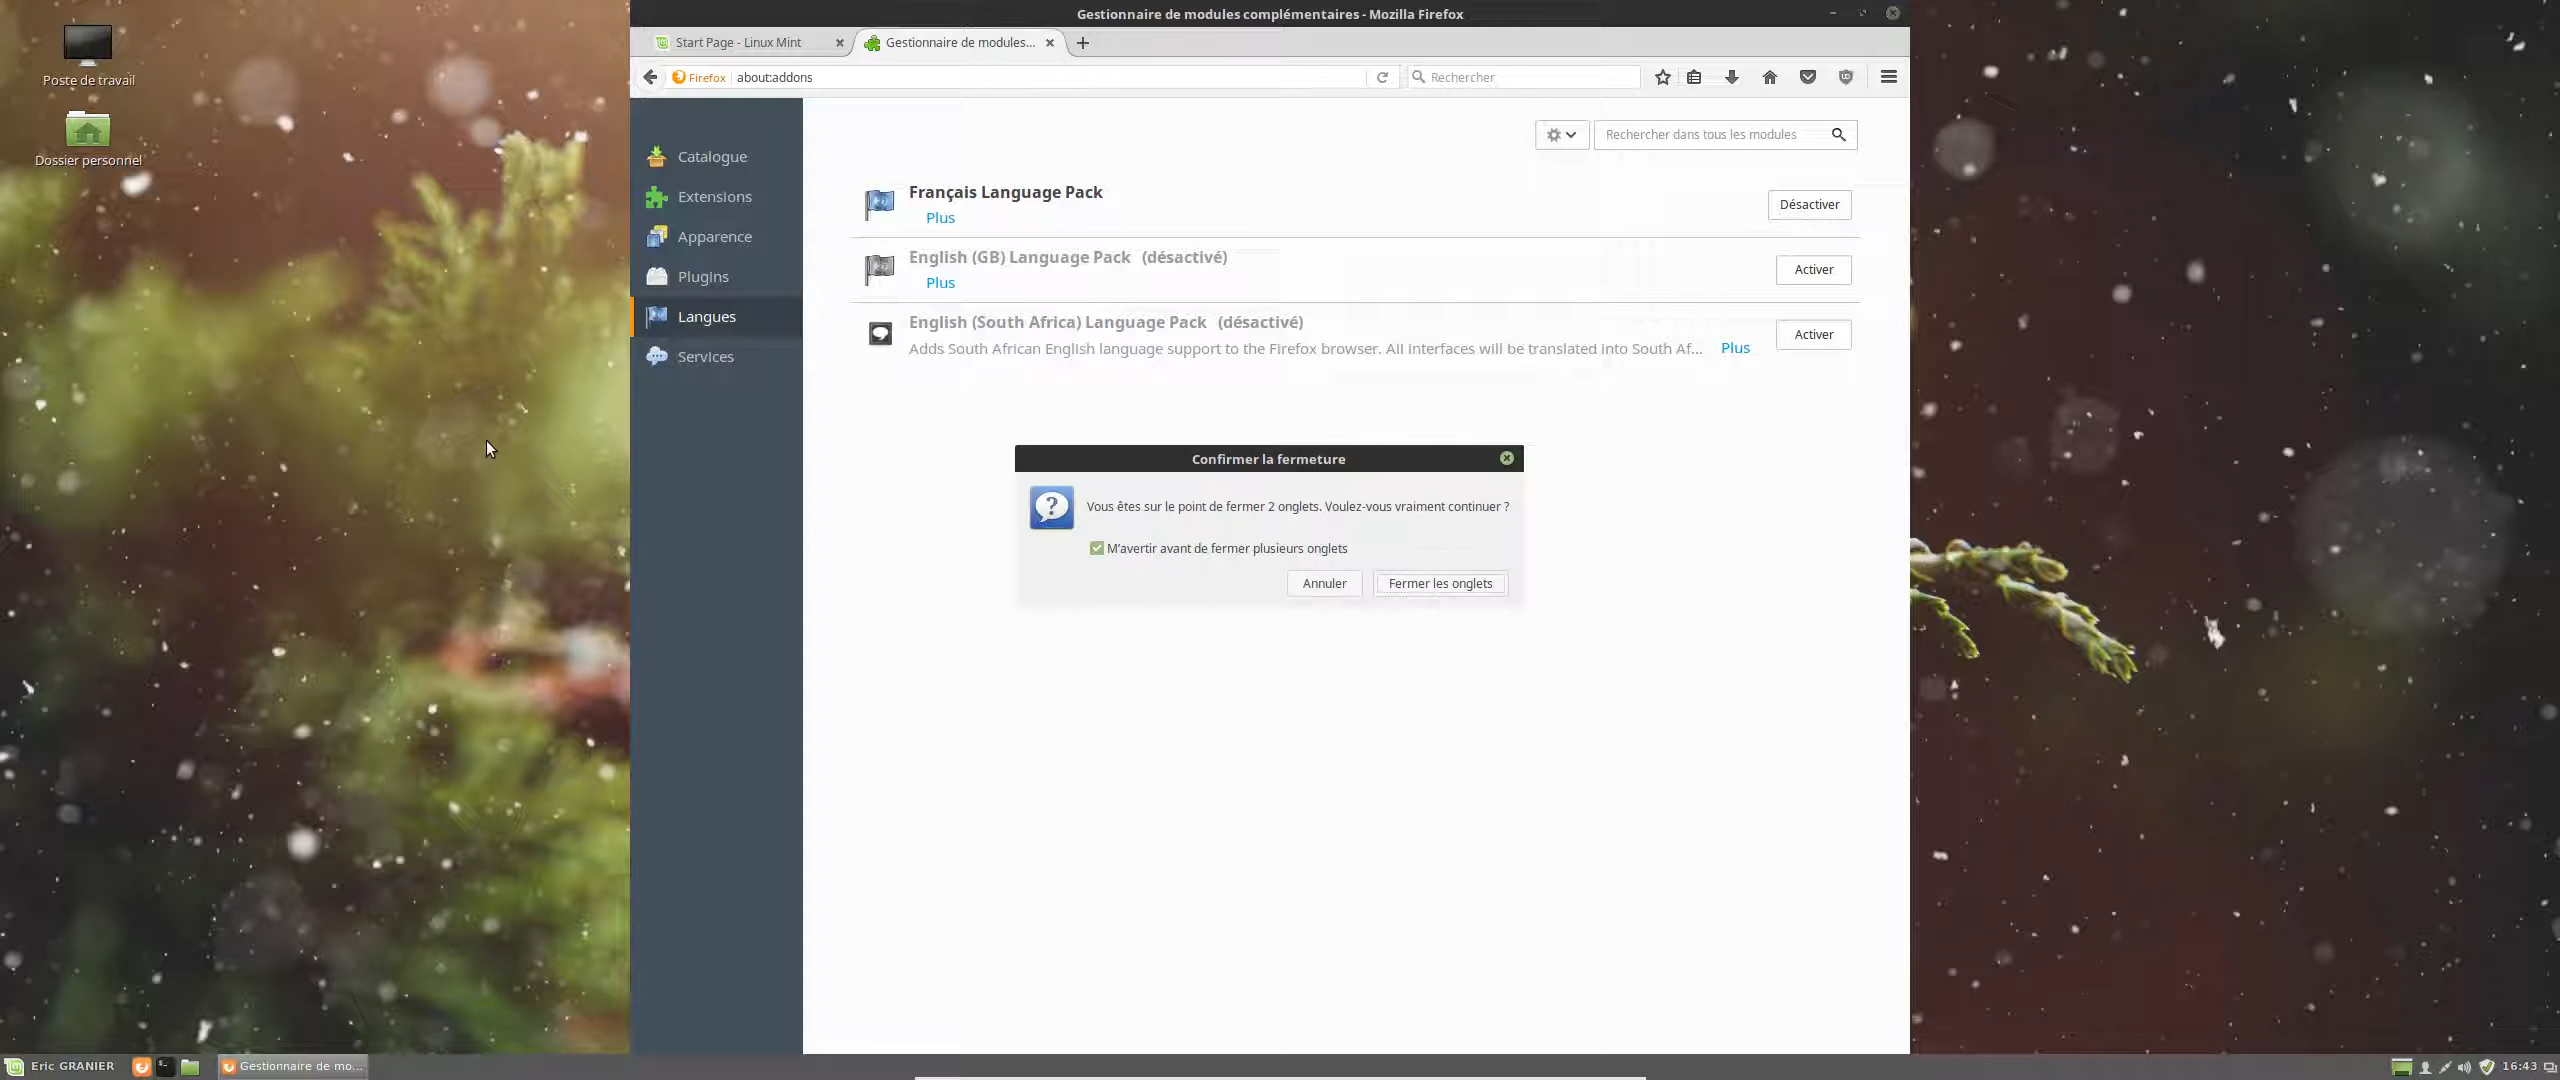 Gestionnaire de modules complémentaires - Mozilla Firefox
Poste de travail
Dossier personnel
Start Page - Linux Mint
Gestionnaire de modules...
Firefox
about:addons
Rechercher
Rechercher dans tous les modules
Catalogue
Extensions
Apparence
Plugins
Langues
Services
Français Language Pack
Plus
Désactiver
English (GB) Language Pack (désactivé)
Plus
Activer
English (South Africa) Language Pack (désactivé)
Adds South African English language support to the Firefox browser. All interfaces will be translated into South Af... Plus
Activer
Confirmer la fermeture
Vous êtes sur le point de fermer 2 onglets. Voulez-vous vraiment continuer ?
M'avertir avant de fermer plusieurs onglets
Annuler
Fermer les onglets
Eric GRANIER
Gestionnaire de mo...
16:43